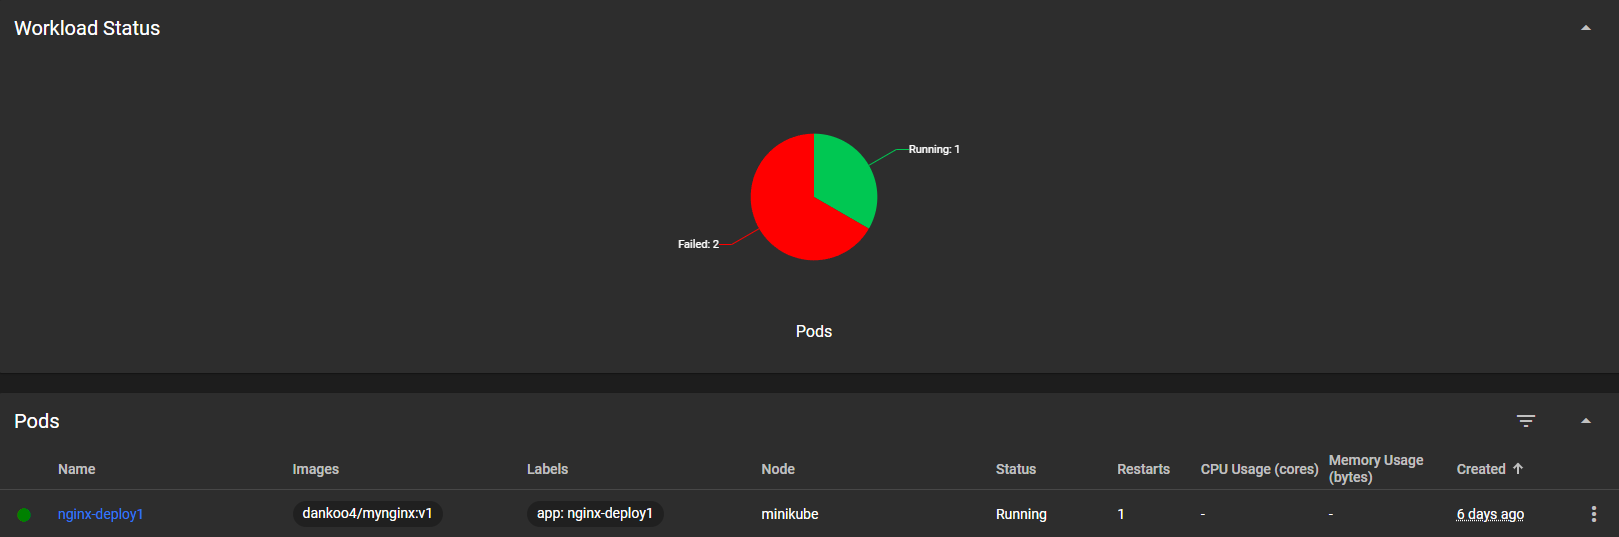 Workload Status
Running: 1
Failed: 2
Pods
Pods
Name Images Labels Node Status Restarts CPU Usage (cores) Memory Usage (bytes) Created
nginx-deploy1 dankoo4/mynginx:v1 app: nginx-deploy1 minikube Running 1 - - 6 days ago